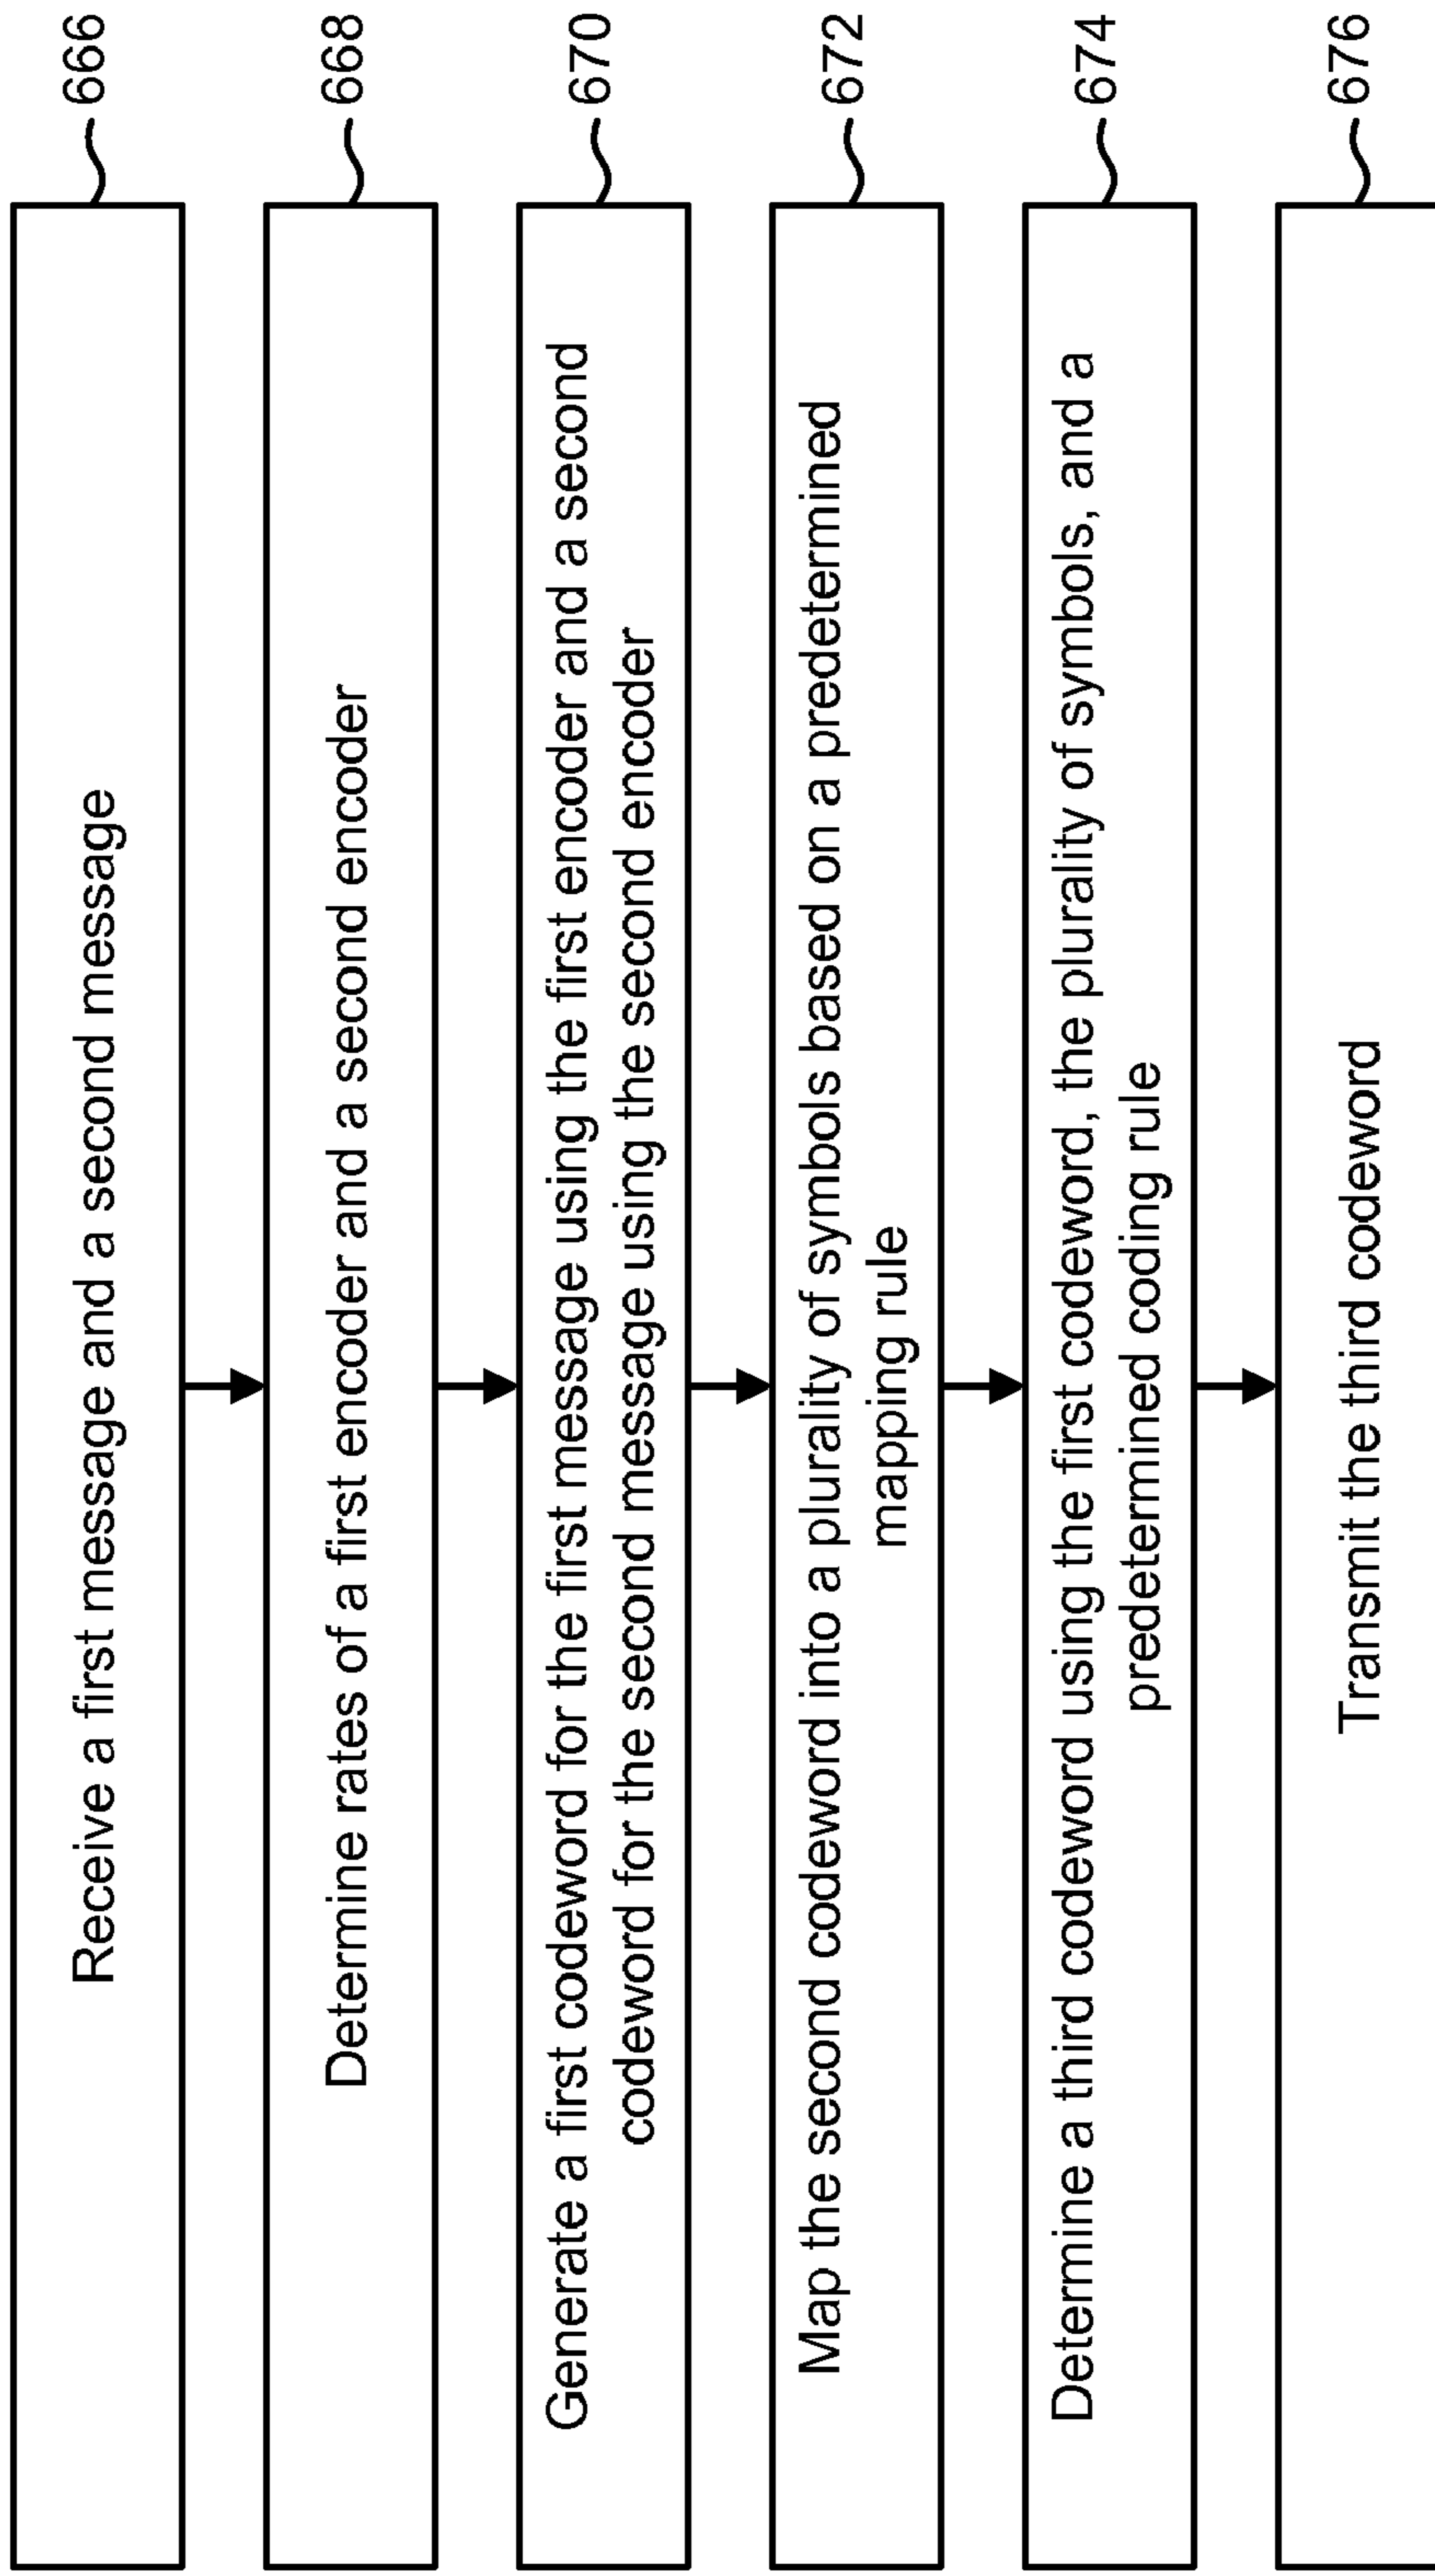 Receive a first message and a second message
666
Determine rates of a first encoder and a second encoder
668
Generate a first codeword for the first message using the first encoder and a second
codeword for the second message using the second encoder
670
Map the second codeword into a plurality of symbols based on a predetermined
mapping rule
672
Determine a third codeword using the first codeword, the plurality of symbols, and a
predetermined coding rule
674
Transmit the third codeword
676